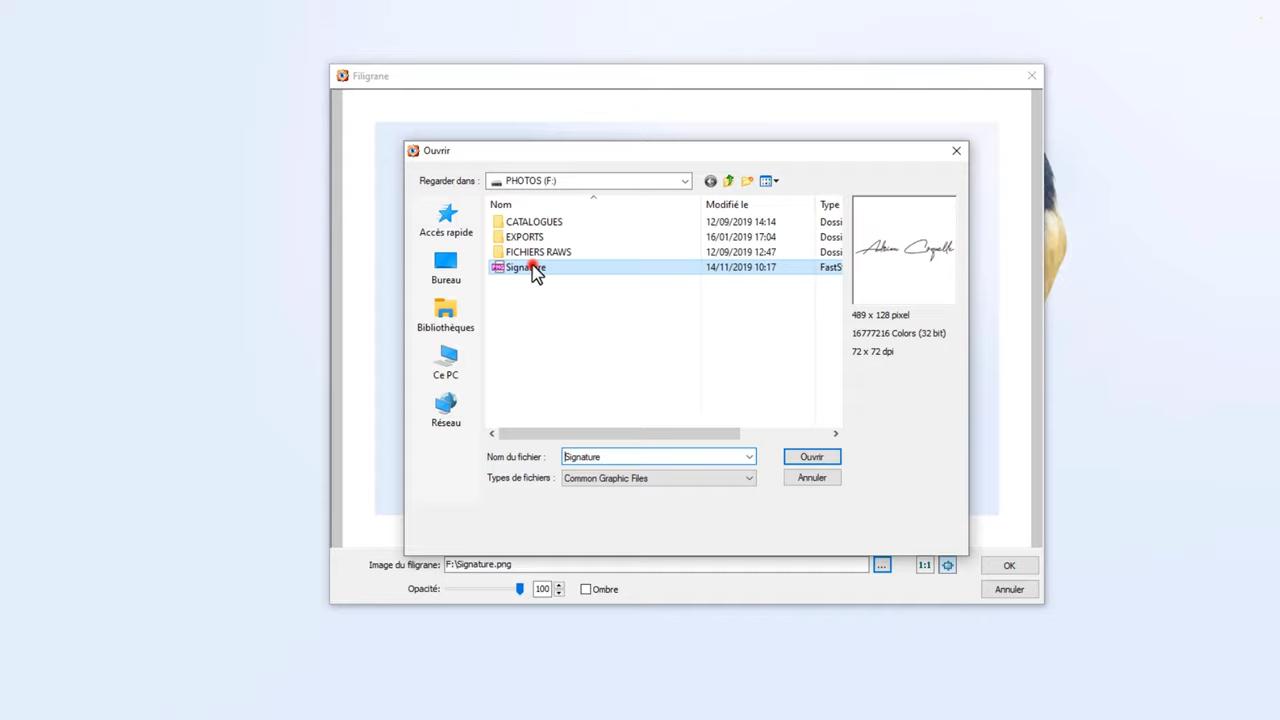 Filigrane
Ouvrir
Regarder dans :
PHOTOS (F:)
Nom
Modifié le
Type
CATALOGUES
12/09/2019 14:14
Dossi
EXPORTS
16/01/2020 17:04
Dossi
FICHIERS RAWS
12/09/2019 12:47
Dossi
Signature
14/11/2019 10:17
FastS
Accès rapide
Bureau
Bibliothèques
Ce PC
Réseau
489 x 128 pixel
16777216 Colors (32 bit)
72 x 72 dpi
Nom du fichier :
Signature
Ouvrir
Types de fichiers :
Common Graphic Files
Annuler
Image du filigrane:
F:\Signature.png
...
1:1
OK
Opacité:
100
Ombre
Annuler